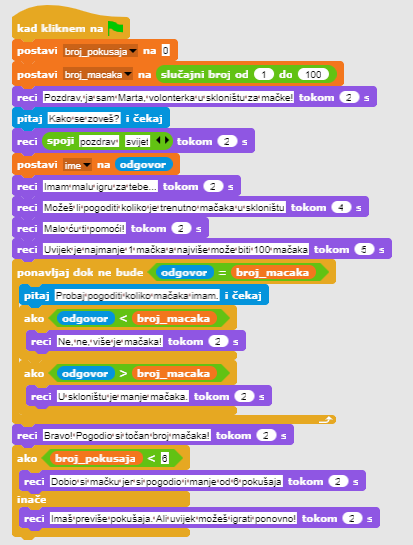 kad kliknem na
postavi broj_pokusaja na 0
postavi broj_macaka na slučajni broj od 1 do 100
reci Pozdrav, ja sam Marta, volonterka u skloništu za mačke! tokom 2 s
pitaj Kako se zoveš? i čekaj
reci spoji pozdrav svijet tokom 2 s
postavi ime na odgovor
reci Imam malu igru za tebe... tokom 2 s
reci Možeš li pogoditi koliko je trenutno mačaka u skloništu tokom 4 s
reci Malo ću ti pomoći! tokom 2 s
reci Uvijek je najmanje 1 mačka a najviše može biti 100 mačaka tokom 5 s
ponavljaj dok ne bude odgovor = broj_macaka
pitaj Probaj pogoditi koliko mačaka imam. i čekaj
ako odgovor < broj_macaka
reci Ne, ne, više je mačaka! tokom 2 s
ako odgovor > broj_macaka
reci U skloništu je manje mačaka. tokom 2 s
reci Bravo! Pogodio si točan broj mačaka! tokom 2 s
ako broj_pokusaja < 6
reci Dobio si mačku jer si pogodio i manje od 6 pokušaja tokom 2 s
inače
reci Imaš previše pokušaja. Ali uvijek možeš igrati ponovno! tokom 2 s